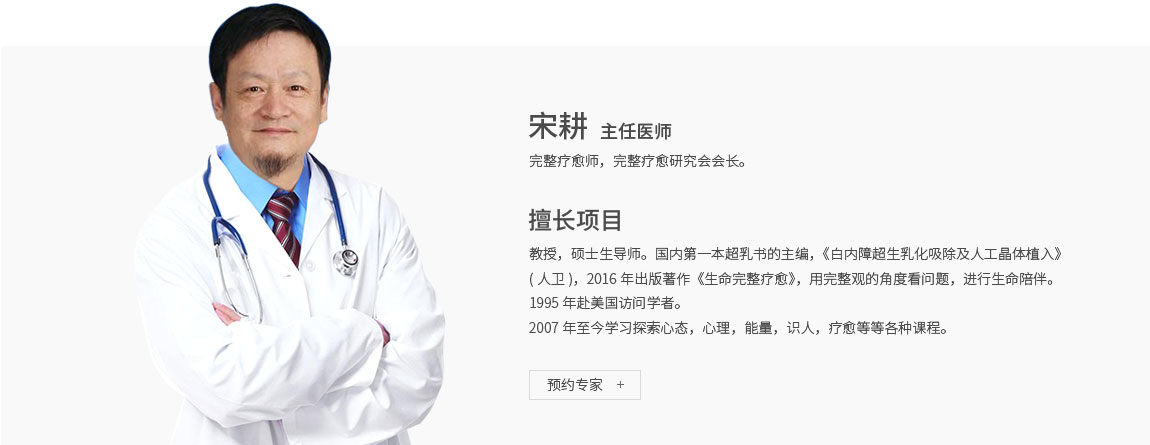 宋耕 主任医师
完整疗愈师，完整疗愈研究会会长。
擅长项目
教授，硕士生导师。国内第一本超乳书的主编，《白内障超生乳化吸除及人工晶体植入》
( 人卫 )，2016 年出版著作《生命完整疗愈》，用完整观的角度看问题，进行生命陪伴。
1995 年赴美国访问学者。
2007 年至今学习探索心态，心理，能量，识人，疗愈等等各种课程。
预约专家 +